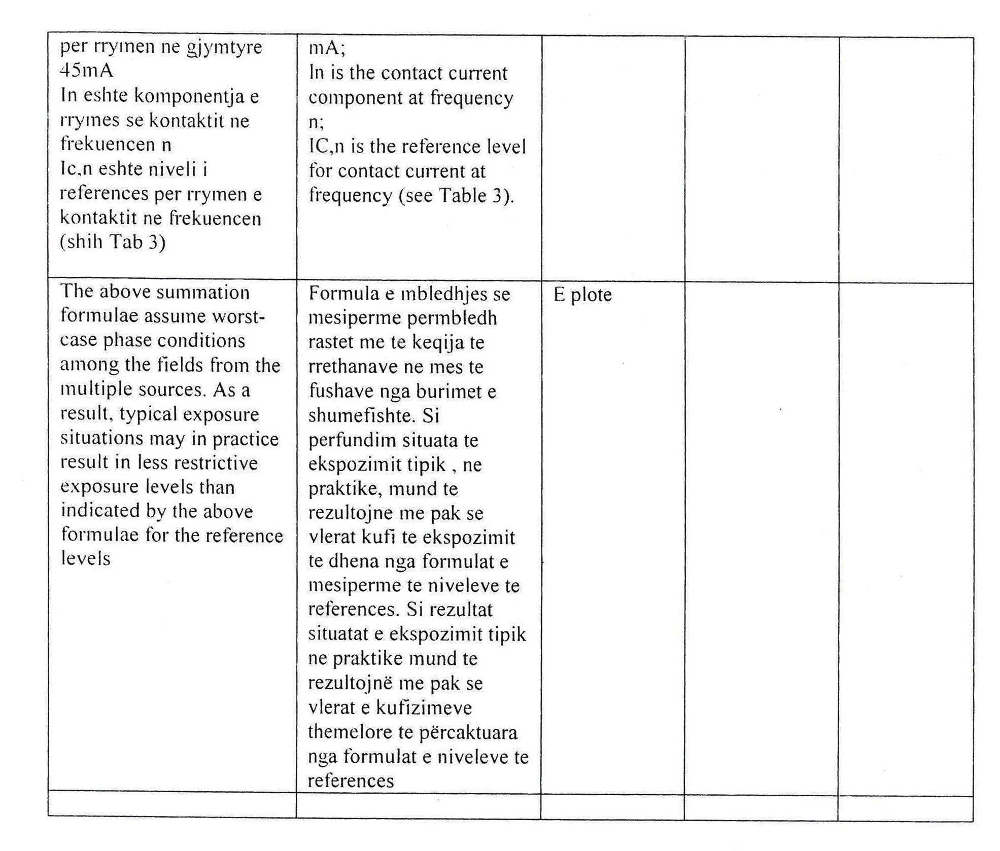 per rrymen ne gjymtyre
45mA
In eshte komponentja e
rrymes se kontaktit ne
frekuencen n
Ic,n eshte niveli i
references per rrymen e
kontaktit ne frekuencen
(shih Tab 3)
mA;
In is the contact current
component at frequency
n;
IC,n is the reference level
for contact current at
frequency (see Table 3).
The above summation
formulae assume worst-
case phase conditions
among the fields from the
multiple sources. As a
result, typical exposure
situations may in practice
result in less restrictive
exposure levels than
indicated by the above
formulae for the reference
levels
Formula e mbledhjes se
mesiperme permbledh
rastet me te keqija te
rrethanave ne mes te
fushave nga burimet e
shumefishte. Si
perfundim situata te
ekspozimit tipik , ne
praktike, mund te
rezultojne me pak se
vlerat kufi te ekspozimit
te dhena nga formulat e
mesiperme te niveleve te
references. Si rezultat
situatat e ekspozimit tipik
ne praktike mund te
rezultojnë me pak se
vlerat e kufizimeve
themelore te përcaktuara
nga formulat e niveleve te
references
E plote